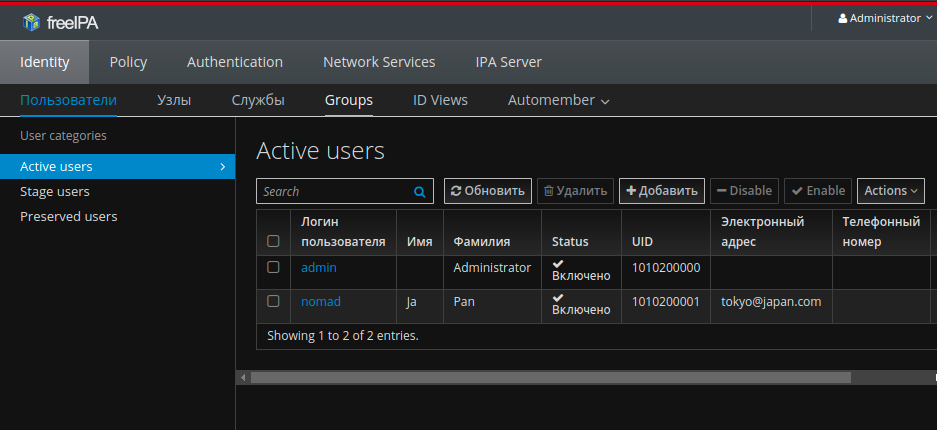 freeIPA
Administrator
Identity Policy Authentication Network Services IPA Server
Пользователи Узлы Службы Groups ID Views Automember
User categories
Active users
Stage users
Preserved users
Active users
Search Обновить Удалить Добавить Disable Enable Actions
Логин пользователя Имя Фамилия Status UID Электронный адрес Телефонный номер
admin Administrator Включено 1010200000
nomad Ja Pan Включено 1010200001 tokyo@japan.com
Showing 1 to 2 of 2 entries.